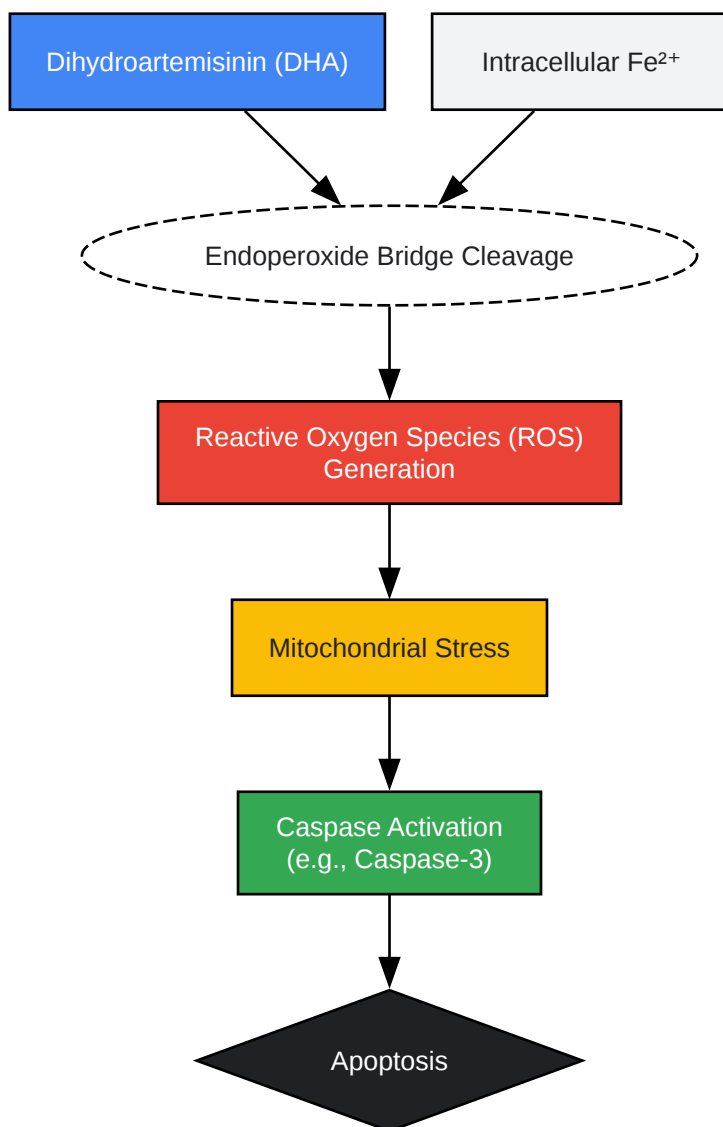 Dihydroartemisinin (DHA)
Intracellular Fe²⁺
Endoperoxide Bridge Cleavage
Reactive Oxygen Species (ROS)
Generation
Mitochondrial Stress
Caspase Activation
(e.g., Caspase-3)
Apoptosis